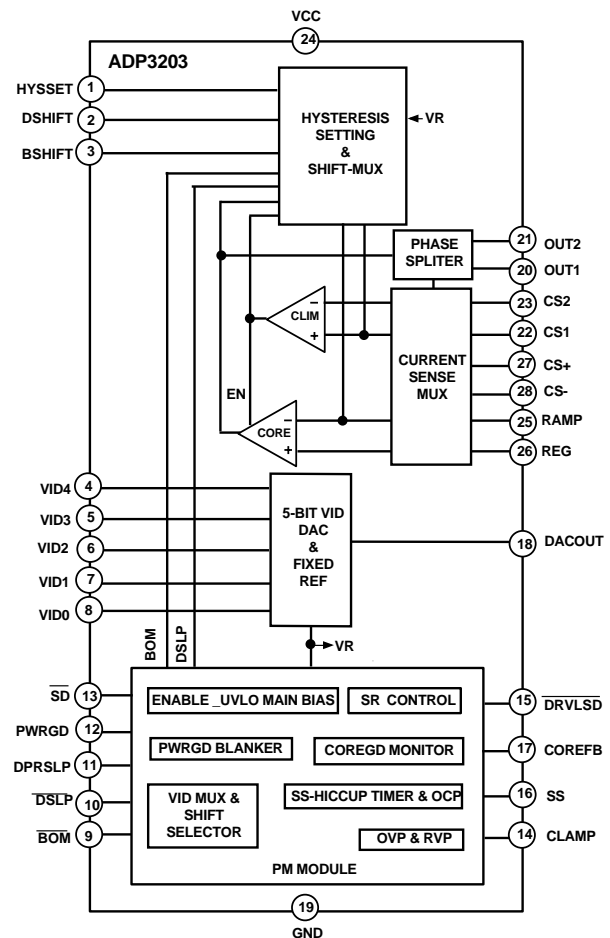 VCC
24
ADP3203
HYSSET 1
DSHIFT 2
BSHIFT 3
HYSTERESIS
SETTING
&
SHIFT-MUX
VR
PHASE
SPLITER
21 OUT2
20 OUT1
23 CS2
22 CS1
27 CS+
28 CS-
25 RAMP
26 REG
−
CLIM
+
CURRENT
SENSE
MUX
EN
−
CORE
+
VID4 4
VID3 5
VID2 6
VID1 7
VID0 8
5-BIT VID
DAC
&
FIXED
REF
18 DACOUT
BOM
DSLP
VR
SD 13
PWRGD 12
DPRSLP 11
DSLP 10
BOM 9
ENABLE _UVLO MAIN BIAS
SR CONTROL
PWRGD BLANKER
COREGD MONITOR
VID MUX &
SHIFT
SELECTOR
SS-HICCUP TIMER & OCP
OVP & RVP
PM MODULE
15 DRVLSD
17 COREFB
16 SS
14 CLAMP
19
GND